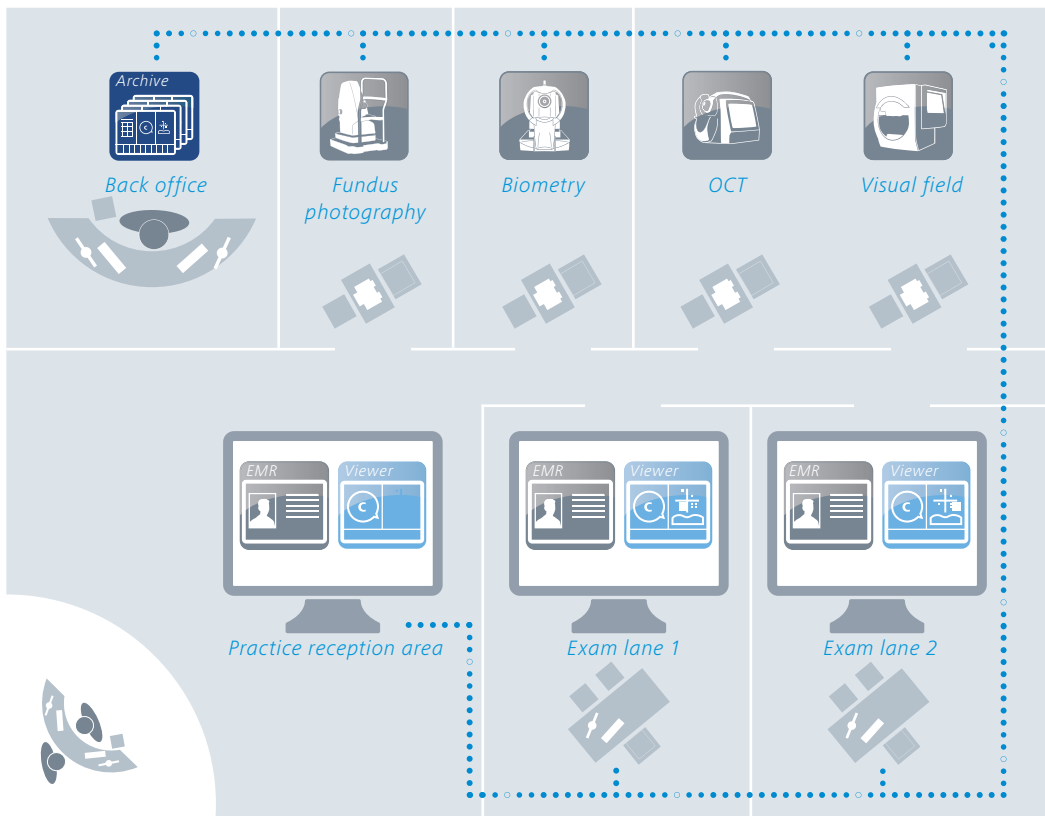 Archive
Back office
Fundus
photography
Biometry
OCT
Visual field
EMR
Viewer
C
Practice reception area
EMR
Viewer
C
Exam lane 1
EMR
Viewer
C
Exam lane 2